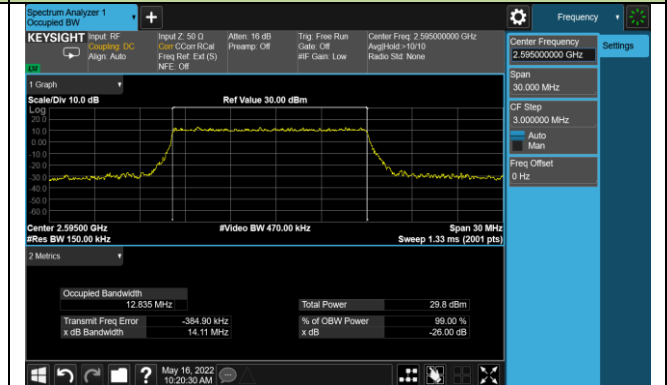 Spectrum Analyzer 1
Occupied BW
Frequency
KEYSIGHT
Input: RF
Coupling: DC
Align: Auto
Input Z: 50 Ω
Corr CCorr RCal
Freq Ref: Ext (S)
NFE: Off
Atten: 16 dB
Preamp: Off
Trig: Free Run
Gate: Off
#IF Gain: Low
Center Freq: 2.595000000 GHz
Avg|Hold:>10/10
Radio Std: None
LW
Center Frequency
2.595000000 GHz
Settings
Span
30.000 MHz
CF Step
3.000000 MHz
Auto
Man
Freq Offset
0 Hz
1 Graph
Scale/Div 10.0 dB
Ref Value 30.00 dBm
Log
20.0
10.0
0.00
-10.0
-20.0
-30.0
-40.0
-50.0
-60.0
Center 2.59500 GHz
#Video BW 470.00 kHz
Span 30 MHz
#Res BW 150.00 kHz
Sweep 1.33 ms (2001 pts)
2 Metrics
Occupied Bandwidth
12.835 MHz
Total Power
29.8 dBm
Transmit Freq Error
-384.90 kHz
% of OBW Power
99.00 %
x dB Bandwidth
14.11 MHz
x dB
-26.00 dB
May 16, 2022
10:20:30 AM